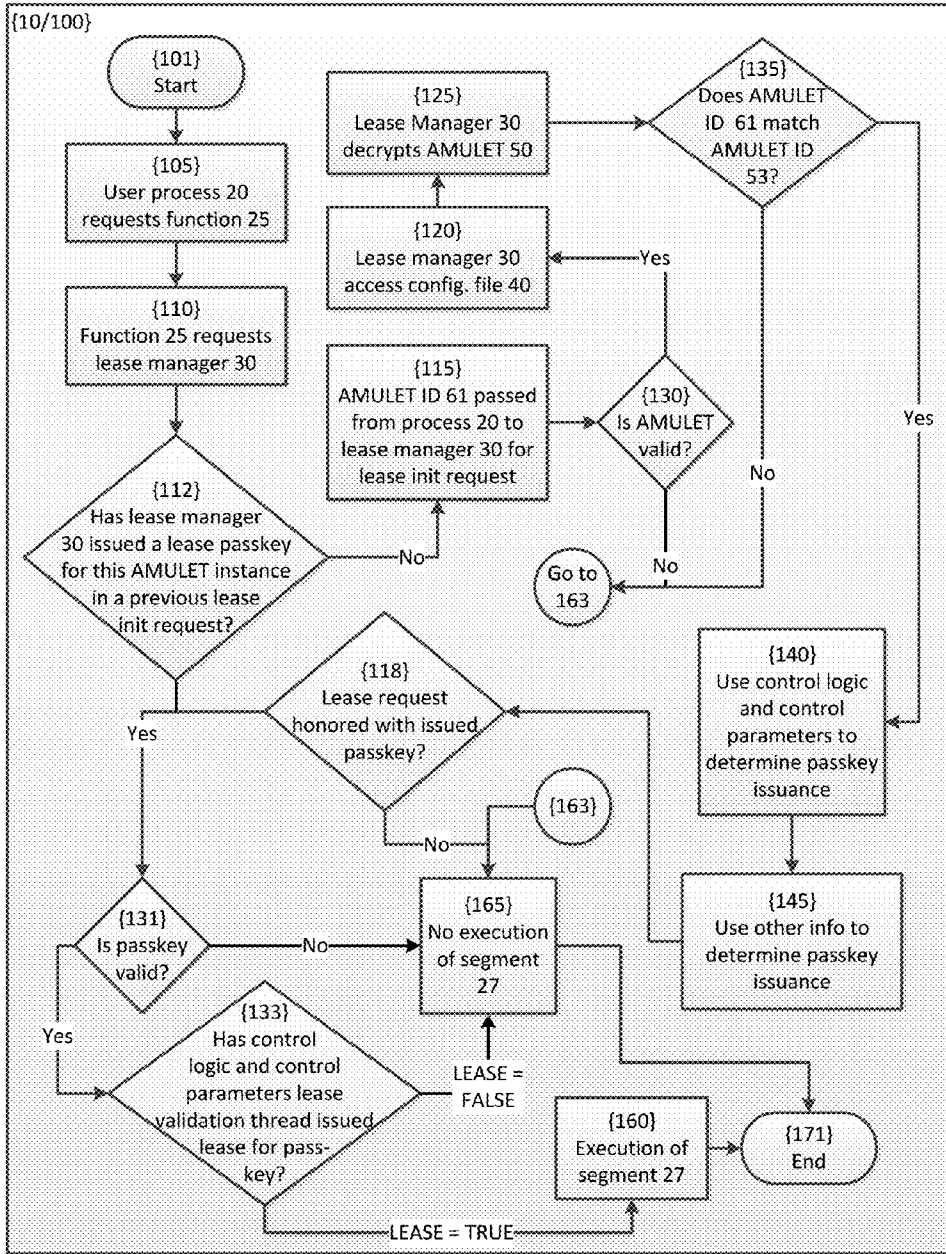 {10/100}
{101}
Start
{105}
User process 20
requests function 25
{110}
Function 25 requests
lease manager 30
{112}
Has lease manager
30 issued a lease passkey
for this AMULET instance
in a previous lease
init request?
No
Yes
{115}
AMULET ID 61 passed
from process 20 to
lease manager 30 for
lease init request
{130}
Is AMULET
valid?
Yes
No
{120}
Lease manager 30
access config. file 40
{125}
Lease Manager 30
decrypts AMULET 50
{135}
Does AMULET
ID 61 match
AMULET ID
53?
No
Yes
Go to
163
{140}
Use control logic
and control
parameters to
determine passkey
issuance
{145}
Use other info to
determine passkey
issuance
{118}
Lease request
honored with issued
passkey?
No
{163}
{131}
Is passkey
valid?
No
Yes
{165}
No execution
of segment
27
{133}
Has control
logic and control
parameters lease
validation thread issued
lease for pass-
key?
LEASE =
FALSE
LEASE = TRUE
{160}
Execution of
segment 27
{171}
End